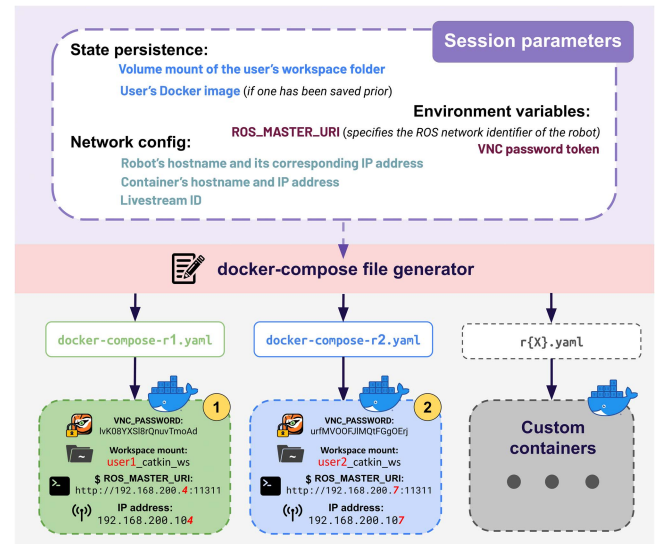 Session parameters
State persistence:
Volume mount of the user's workspace folder
User's Docker image (if one has been saved prior)
Environment variables:
ROS_MASTER_URI (specifies the ROS network identifier of the robot)
VNC password token
Network config:
Robot's hostname and its corresponding IP address
Container's hostname and IP address
Livestream ID
docker-compose file generator
docker-compose-r1.yaml
docker-compose-r2.yaml
r{X}.yaml
1
VNC_PASSWORD:
lvK08YXSl8rQnuvTmoAd
Workspace mount:
~
user1_catkin_ws
$ ROS_MASTER_URI:
http://192.168.200.4:11311
IP address:
192.168.200.104
2
VNC_PASSWORD:
urfMVOOFJlMQtFGgOErj
Workspace mount:
~
user2_catkin_ws
$ ROS_MASTER_URI:
http://192.168.200.7:11311
IP address:
192.168.200.107
Custom
containers